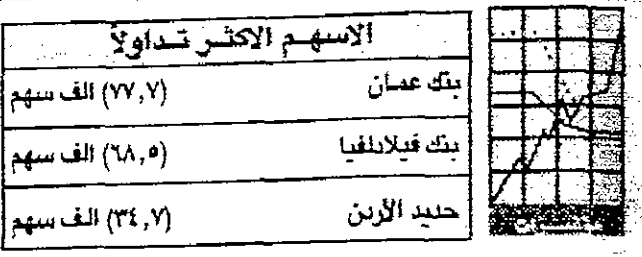 الاسهم الاكثر تداولاً
بنك عمان (٧٧,٧) الف سهم
بنك فيلادلفيا (٦٨,٥) الف سهم
حديد الأردن (٣٤,٧) الف سهم